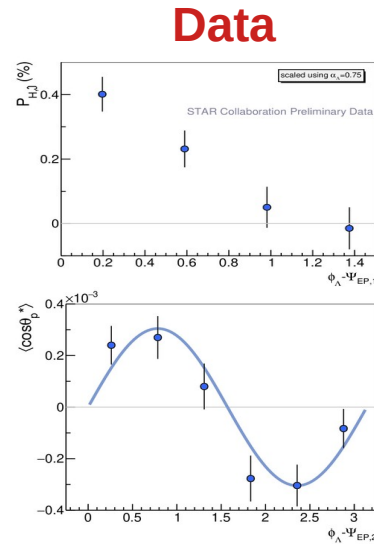 Data
P_{H,J} (%)
scaled using α_Λ=0.75
STAR Collaboration Preliminary Data
0.4
0.2
0
0 0.2 0.4 0.6 0.8 1 1.2 1.4
ϕ_Λ-Ψ_{EP,1}
×10⁻³
⟨cosθ_p*⟩
0.4
0.2
0
−0.2
−0.4
0 0.5 1 1.5 2 2.5 3
ϕ_Λ-Ψ_{EP,2}